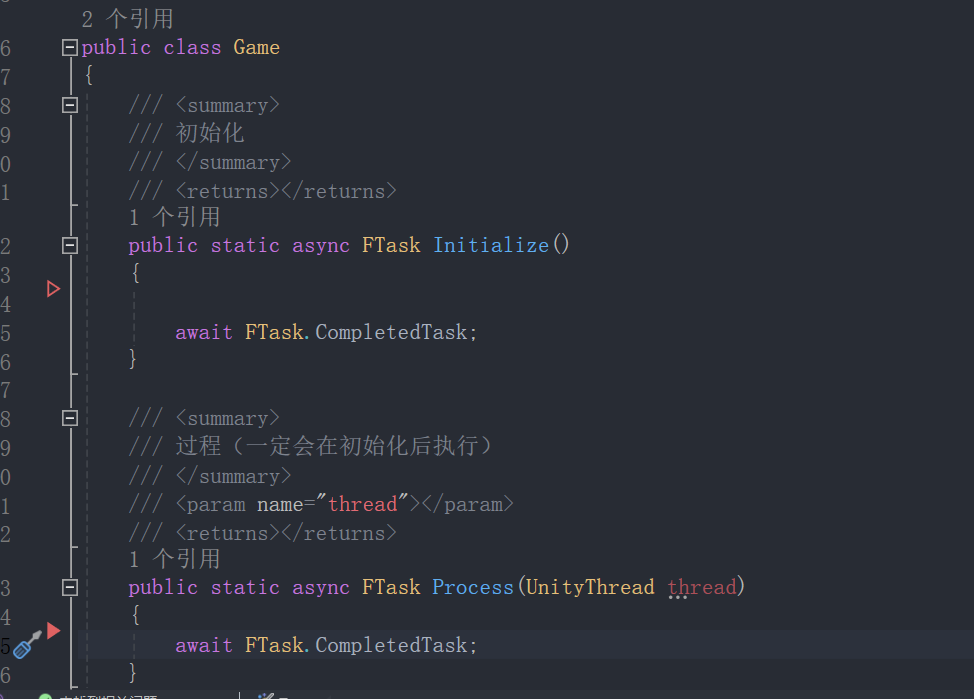 2 个引用
6 public class Game
7 {
8 /// <summary>
9 /// 初始化
0 /// </summary>
1 /// <returns></returns>
1 个引用
2 public static async FTask Initialize()
3 {
4
5 await FTask.CompletedTask;
6 }
7
8 /// <summary>
9 /// 过程（一定会在初始化后执行）
0 /// </summary>
1 /// <param name="thread"></param>
2 /// <returns></returns>
1 个引用
3 public static async FTask Process(UnityThread thread)
4 {
5 await FTask.CompletedTask;
6 }